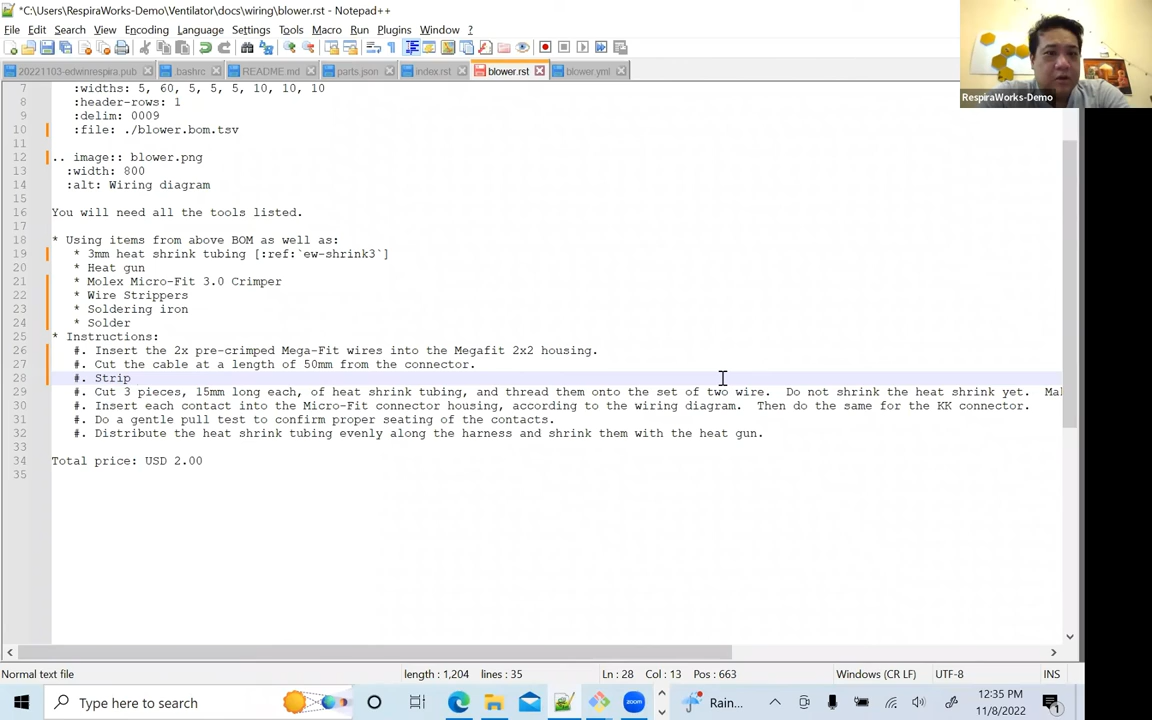 *C:\Users\RespiraWorks-Demo\Ventilator\docs\wiring\blower.rst - Notepad++
File Edit Search View Encoding Language Settings Tools Macro Run Plugins Window ?
20221103-edwinrespira.pub .bashrc README.md parts.json index.rst blower.rst blower.yml
RespiraWorks-Demo
7 :widths: 5, 60, 5, 5, 5, 10, 10, 10
8 :header-rows: 1
9 :delim: 0009
10 :file: ./blower.bom.tsv
11
12 .. image:: blower.png
13 :width: 800
14 :alt: Wiring diagram
15
16 You will need all the tools listed.
17
18 * Using items from above BOM as well as:
19 * 3mm heat shrink tubing [:ref:`ew-shrink3`]
20 * Heat gun
21 * Molex Micro-Fit 3.0 Crimper
22 * Wire Strippers
23 * Soldering iron
24 * Solder
25 * Instructions:
26 #. Insert the 2x pre-crimped Mega-Fit wires into the Megafit 2x2 housing.
27 #. Cut the cable at a length of 50mm from the connector.
28 #. Strip
29 #. Cut 3 pieces, 15mm long each, of heat shrink tubing, and thread them onto the set of two wire. Do not shrink the heat shrink yet. Mal
30 #. Insert each contact into the Micro-Fit connector housing, according to the wiring diagram. Then do the same for the KK connector.
31 #. Do a gentle pull test to confirm proper seating of the contacts.
32 #. Distribute the heat shrink tubing evenly along the harness and shrink them with the heat gun.
33
34 Total price: USD 2.00
35
Normal text file length : 1,204 lines : 35 Ln : 28 Col : 13 Pos : 663 Windows (CR LF) UTF-8 INS
Type here to search Rain... 12:35 PM
11/8/2022 1